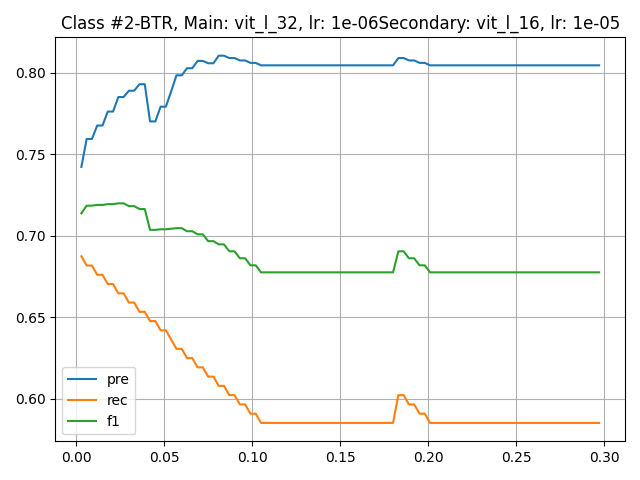 Class #2-BTR, Main: vit_l_32, lr: 1e-06Secondary: vit_l_16, lr: 1e-05
0.80
0.75
0.70
0.65
0.60
pre
rec
f1
0.00 0.05 0.10 0.15 0.20 0.25 0.30